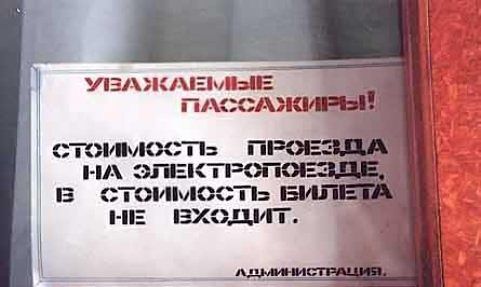 УВАЖАЕМЫЕ
ПАССАЖИРЫ!
СТОИМОСТЬ ПРОЕЗДА
НА ЭЛЕКТРОПОЕЗДЕ,
В СТОИМОСТЬ БИЛЕТА
НЕ ВХОДИТ.
АДМИНИСТРАЦИЯ.